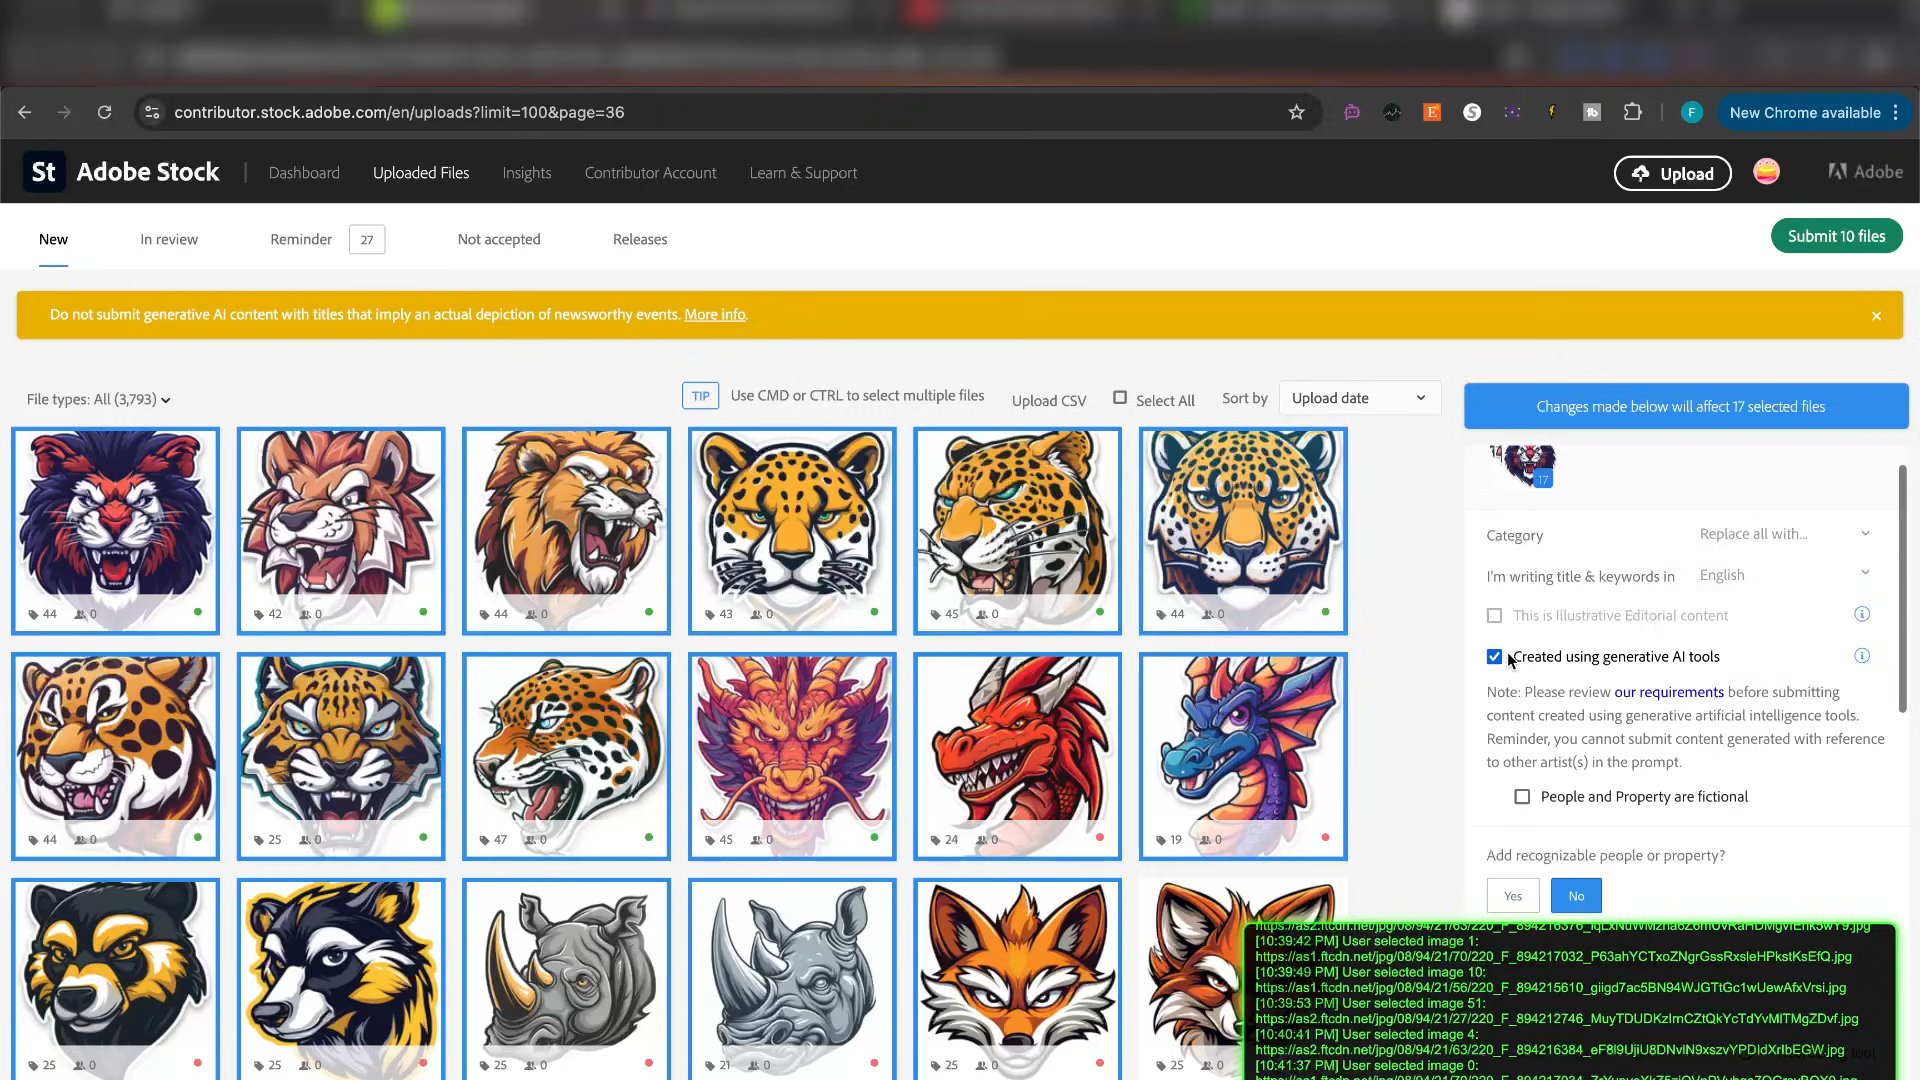 contributor.stock.adobe.com/en/uploads?limit=100&page=36
New Chrome available
St Adobe Stock
Dashboard
Uploaded Files
Insights
Contributor Account
Learn & Support
Upload
Adobe
New
In review
Reminder 27
Not accepted
Releases
Submit 10 files
Do not submit generative AI content with titles that imply an actual depiction of newsworthy events. More info.
File types: All (3,793)
TIP Use CMD or CTRL to select multiple files
Upload CSV
Select All
Sort by Upload date
Changes made below will affect 17 selected files
17
Category Replace all with...
I'm writing title & keywords in English
This is Illustrative Editorial content
Created using generative AI tools
Note: Please review our requirements before submitting
content created using generative artificial intelligence tools.
Reminder, you cannot submit content generated with reference
to other artist(s) in the prompt.
People and Property are fictional
Add recognizable people or property?
Yes No
44 0
42 0
44 0
43 0
45 0
44 0
44 0
25 0
47 0
45 0
24 0
19 0
25 0
25 0
25 0
21 0
25 0
[10:39:42 PM] User selected image 1:
https://as1.ftcdn.net/jpg/08/94/21/70/220_F_894217032_P63ahYCTxoZNgrGssRxsleHPkstKsEfQ.jpg
[10:39:49 PM] User selected image 10:
https://as1.ftcdn.net/jpg/08/94/21/56/220_F_894215610_giigd7ac5BN94WJGTtGc1wUewAfxVrsi.jpg
[10:39:53 PM] User selected image 51:
https://as2.ftcdn.net/jpg/08/94/21/27/220_F_894212746_MuyTDUDKzIrnCZtQkYcTdYvMlTMgZDvf.jpg
[10:40:41 PM] User selected image 4:
https://as2.ftcdn.net/jpg/08/94/21/63/220_F_894216384_eF8l9UjiU8DNvlN9xszvYPDIdXrIbEGW.jpg
[10:41:37 PM] User selected image 0: